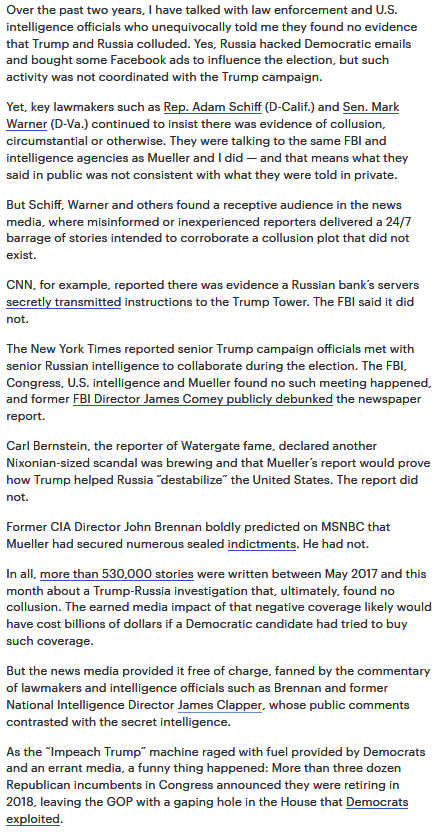 Over the past two years, I have talked with law enforcement and U.S.
intelligence officials who unequivocally told me they found no evidence
that Trump and Russia colluded. Yes, Russia hacked Democratic emails
and bought some Facebook ads to influence the election, but such
activity was not coordinated with the Trump campaign.
Yet, key lawmakers such as Rep. Adam Schiff (D-Calif.) and Sen. Mark
Warner (D-Va.) continued to insist there was evidence of collusion,
circumstantial or otherwise. They were talking to the same FBI and
intelligence agencies as Mueller and I did — and that means what they
said in public was not consistent with what they were told in private.
But Schiff, Warner and others found a receptive audience in the news
media, where misinformed or inexperienced reporters delivered a 24/7
barrage of stories intended to corroborate a collusion plot that did not
exist.
CNN, for example, reported there was evidence a Russian bank's servers
secretly transmitted instructions to the Trump Tower. The FBI said it did
not.
The New York Times reported senior Trump campaign officials met with
senior Russian intelligence to collaborate during the election. The FBI,
Congress, U.S. intelligence and Mueller found no such meeting happened,
and former FBI Director James Comey publicly debunked the newspaper
report.
Carl Bernstein, the reporter of Watergate fame, declared another
Nixonian-sized scandal was brewing and that Mueller's report would prove
how Trump helped Russia "destabilize" the United States. The report did
not.
Former CIA Director John Brennan boldly predicted on MSNBC that
Mueller had secured numerous sealed indictments. He had not.
In all, more than 530,000 stories were written between May 2017 and this
month about a Trump-Russia investigation that, ultimately, found no
collusion. The earned media impact of that negative coverage likely would
have cost billions of dollars if a Democratic candidate had tried to buy
such coverage.
But the news media provided it free of charge, fanned by the commentary
of lawmakers and intelligence officials such as Brennan and former
National Intelligence Director James Clapper, whose public comments
contrasted with the secret intelligence.
As the "Impeach Trump" machine raged with fuel provided by Democrats
and an errant media, a funny thing happened: More than three dozen
Republican incumbents in Congress announced they were retiring in
2018, leaving the GOP with a gaping hole in the House that Democrats
exploited.